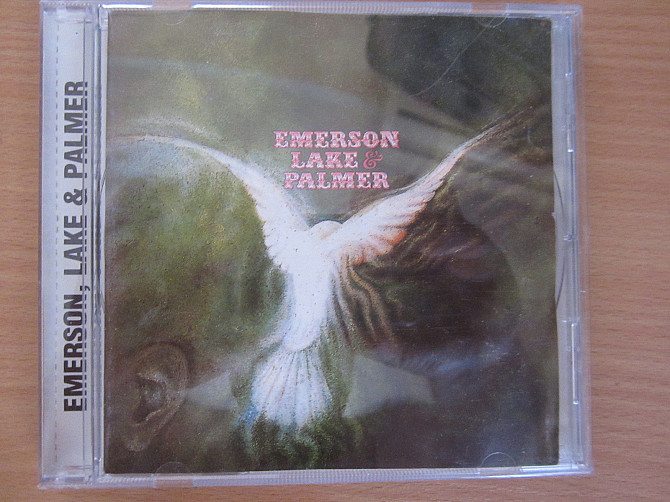 EMERSON, LAKE & PALMER
EMERSON
LAKE &
PALMER